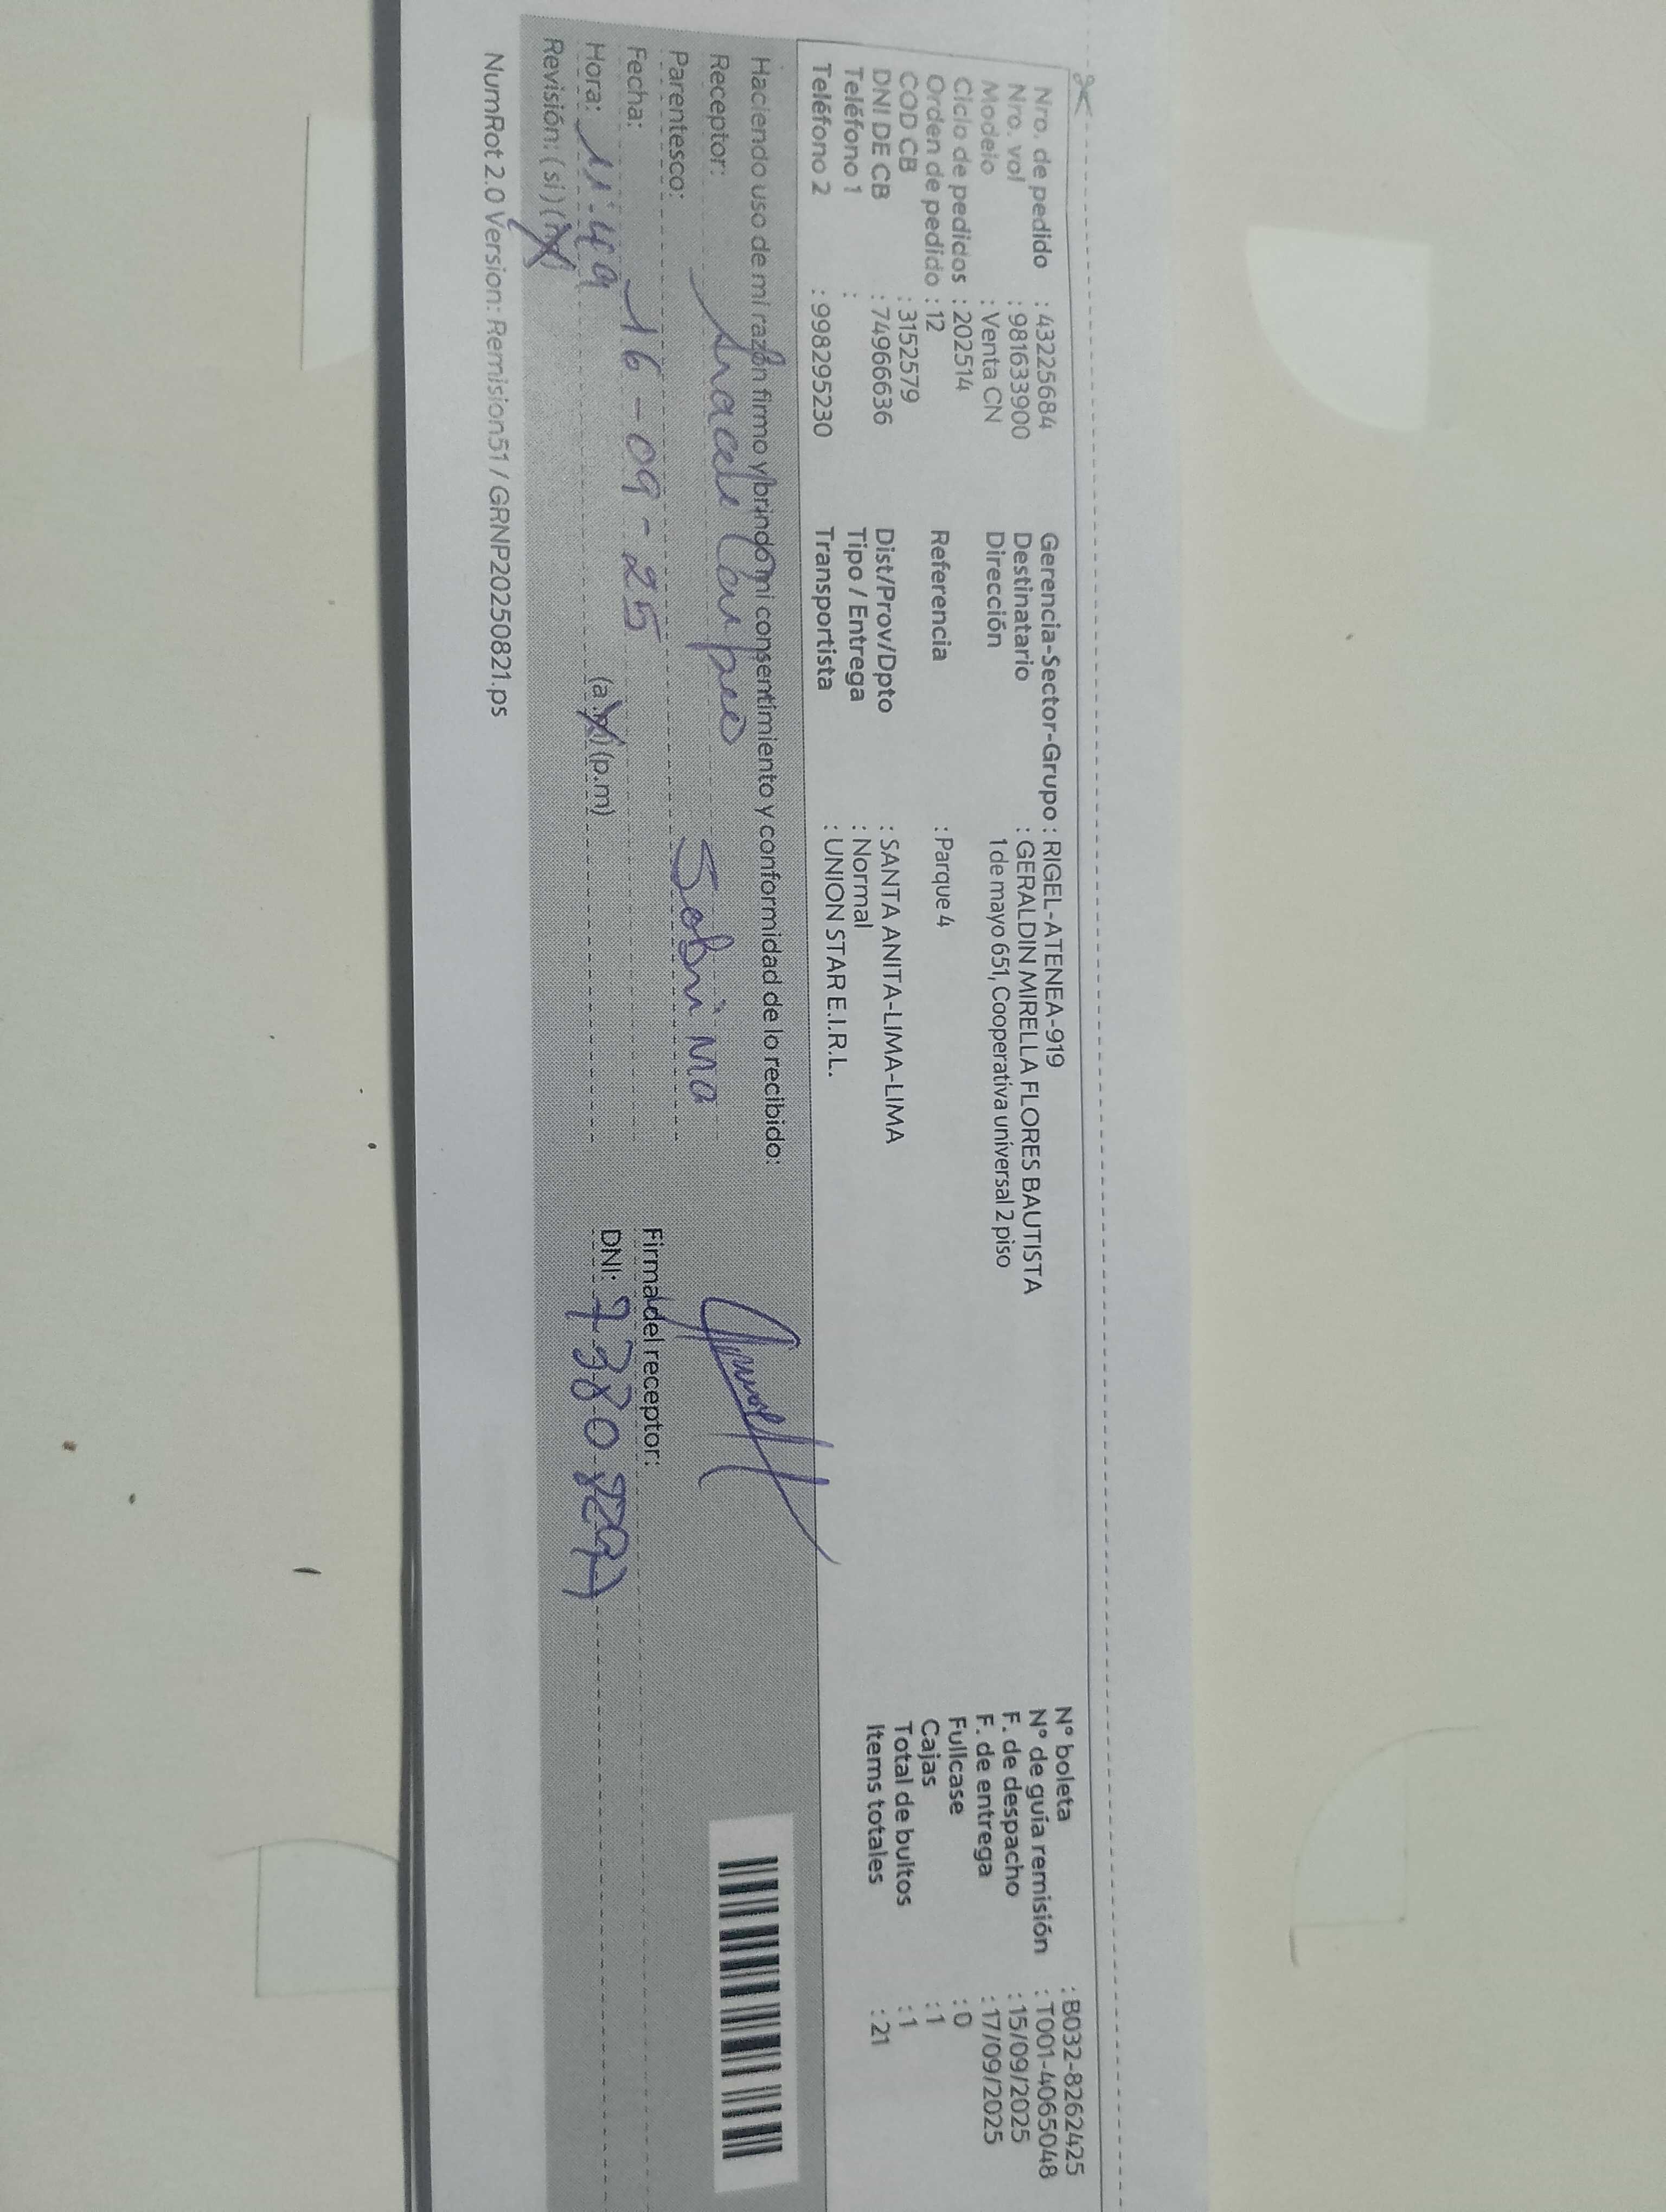 Nro. de pedido : 43225684
Nro. vol : 981633900
Modelo : Venta CN
Ciclo de pedidos : 202514
Orden de pedido : 12
COD CB : 3152579
DNI DE CB : 74966636
Teléfono 1 :
Teléfono 2 : 998295230
Gerencia-Sector-Grupo : RIGEL-ATENEA-919
Destinatario : GERALDIN MIRELLA FLORES BAUTISTA
Dirección 1 de mayo 651, Cooperativa universal 2 piso
Referencia : Parque 4
Dist/Prov/Dpto : SANTA ANITA-LIMA-LIMA
Tipo / Entrega : Normal
Transportista : UNION STAR E.I.R.L.
N° boleta : B032-8262425
N° de guía remisión : T001-4065048
F. de despacho : 15/09/2025
F. de entrega : 17/09/2025
Fullcase : 0
Cajas : 1
Total de bultos : 1
Items totales : 21
Haciendo uso de mi razón firmo y brindo mi consentimiento y conformidad de lo recibido:
Receptor:
Parentesco: Sobrina
Fecha: 16-09-25
Hora: 11:49 (a.m) (p.m)
Revisión: (si) (no)
Firma del receptor:
DNI:
NumRot 2.0 Version: Remision51 / GRNP20250821.ps